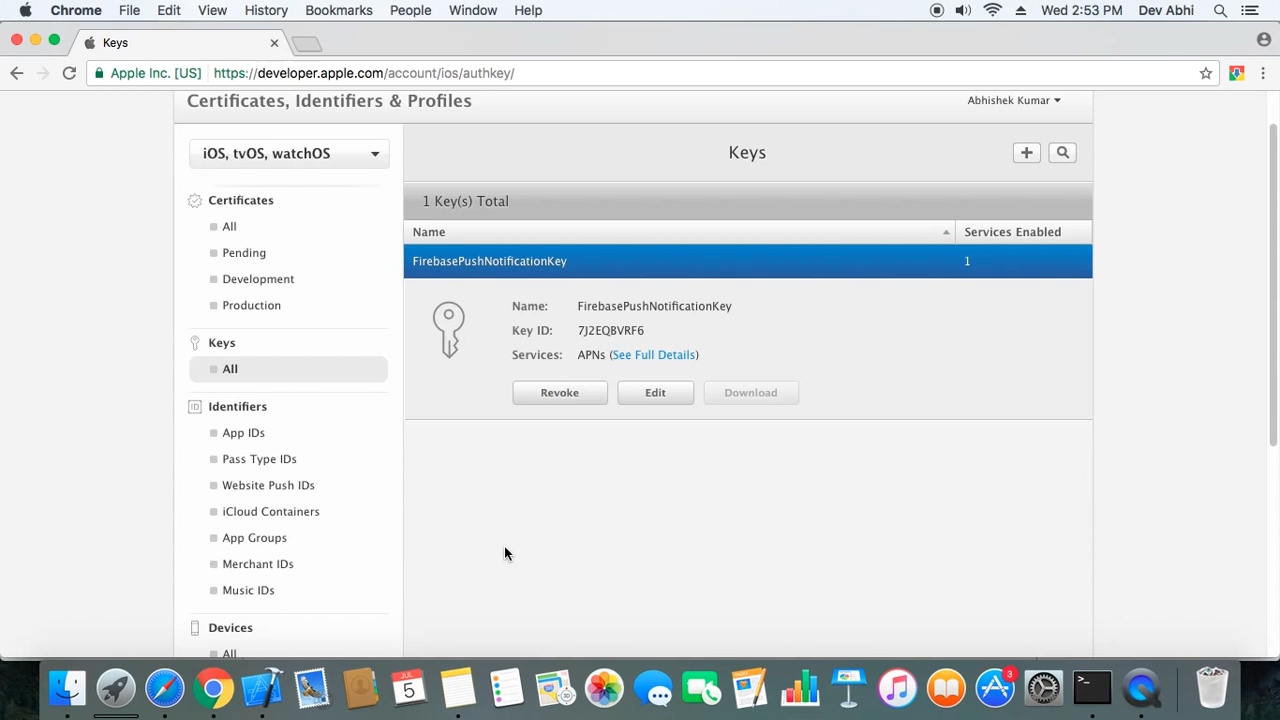 Chrome File Edit View History Bookmarks People Window Help Wed 2:53 PM Dev Abhi
Keys
Apple Inc. [US] https://developer.apple.com/account/ios/authkey/
Certificates, Identifiers & Profiles
Abhishek Kumar
iOS, tvOS, watchOS
Keys
Certificates
All
Pending
Development
Production
Keys
All
Identifiers
App IDs
Pass Type IDs
Website Push IDs
iCloud Containers
App Groups
Merchant IDs
Music IDs
Devices
All
1 Key(s) Total
Name Services Enabled
FirebasePushNotificationKey 1
Name: FirebasePushNotificationKey
Key ID: 7J2EQBVRF6
Services: APNs (See Full Details)
Revoke Edit Download
JUL
5
3